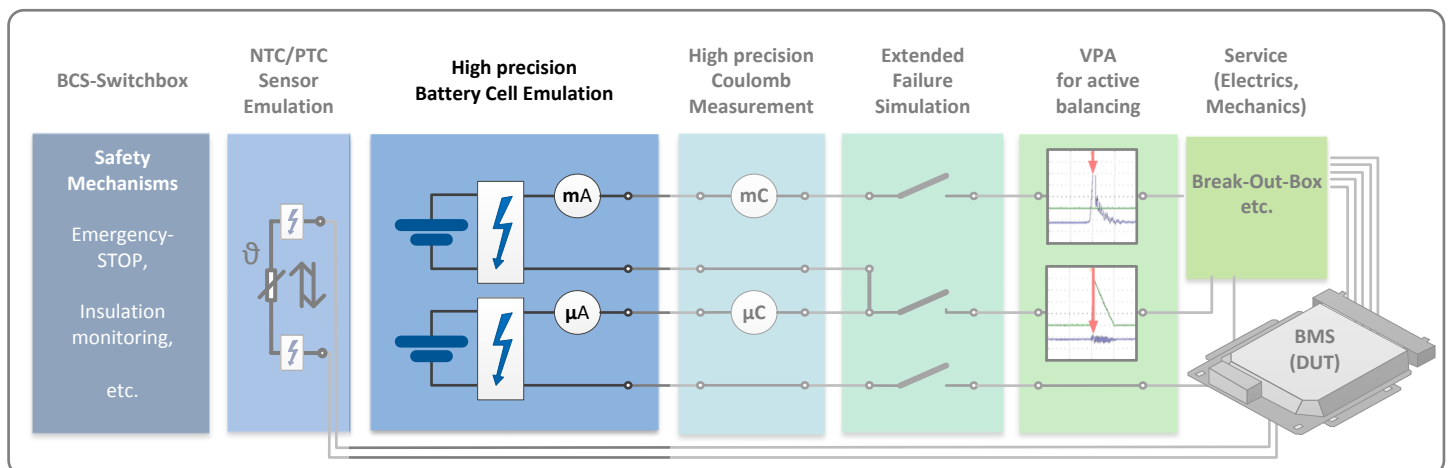 BCS-Switchbox
NTC/PTC
Sensor
Emulation
High precision
Battery Cell Emulation
High precision
Coulomb
Measurement
Extended
Failure
Simulation
VPA
for active
balancing
Service
(Electrics,
Mechanics)
Safety
Mechanisms
Emergency-
STOP,
Insulation
monitoring,
etc.
ϑ
mA
µA
mC
µC
Break-Out-Box
etc.
BMS
(DUT)